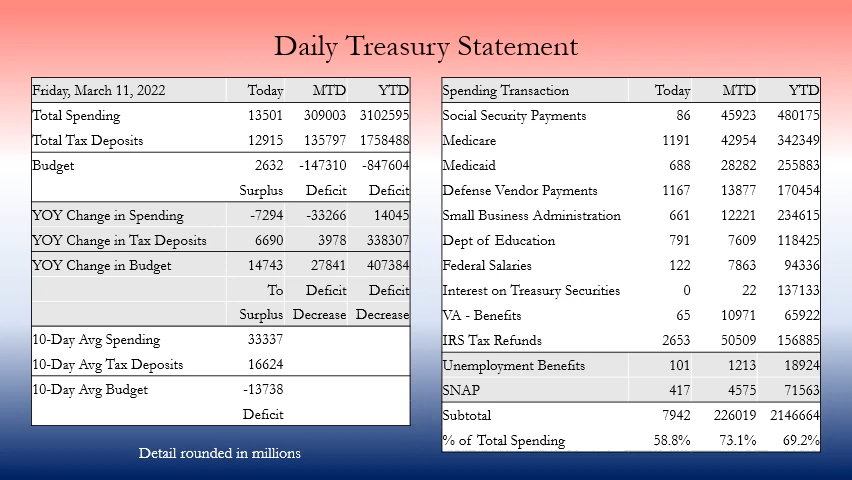 Daily Treasury Statement
Friday, March 11, 2022 Today MTD YTD
Total Spending 13501 309003 3102595
Total Tax Deposits 12915 135797 1758488
Budget 2632 -147310 -847604
Surplus Deficit Deficit
YOY Change in Spending -7294 -33266 14045
YOY Change in Tax Deposits 6690 3978 338307
YOY Change in Budget 14743 27841 407384
To Deficit Deficit
Surplus Decrease Decrease
10-Day Avg Spending 33337
10-Day Avg Tax Deposits 16624
10-Day Avg Budget -13738
Deficit
Detail rounded in millions
Spending Transaction Today MTD YTD
Social Security Payments 86 45923 480175
Medicare 1191 42954 342349
Medicaid 688 28282 255883
Defense Vendor Payments 1167 13877 170454
Small Business Administration 661 12221 234615
Dept of Education 791 7609 118425
Federal Salaries 122 7863 94336
Interest on Treasury Securities 0 22 137133
VA - Benefits 65 10971 65922
IRS Tax Refunds 2653 50509 156885
Unemployment Benefits 101 1213 18924
SNAP 417 4575 71563
Subtotal 7942 226019 2146664
% of Total Spending 58.8% 73.1% 69.2%